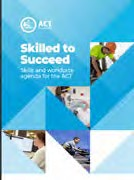 ACT
Skilled to
Succeed
Skills and workforce
agenda for the ACT